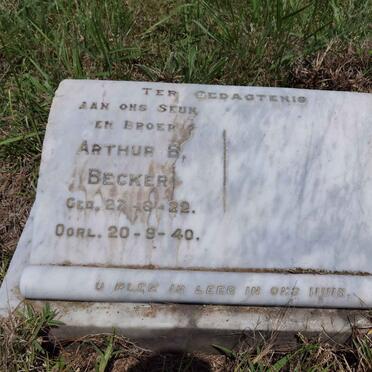 TER GEDAGTENIS
AAN ONS SEUN
EN BROER
ARTHUR B.
BECKER
GEB. 27-8-22.
OORL. 20-9-40.
U PLEK IS LEEG IN ONS HUIS.